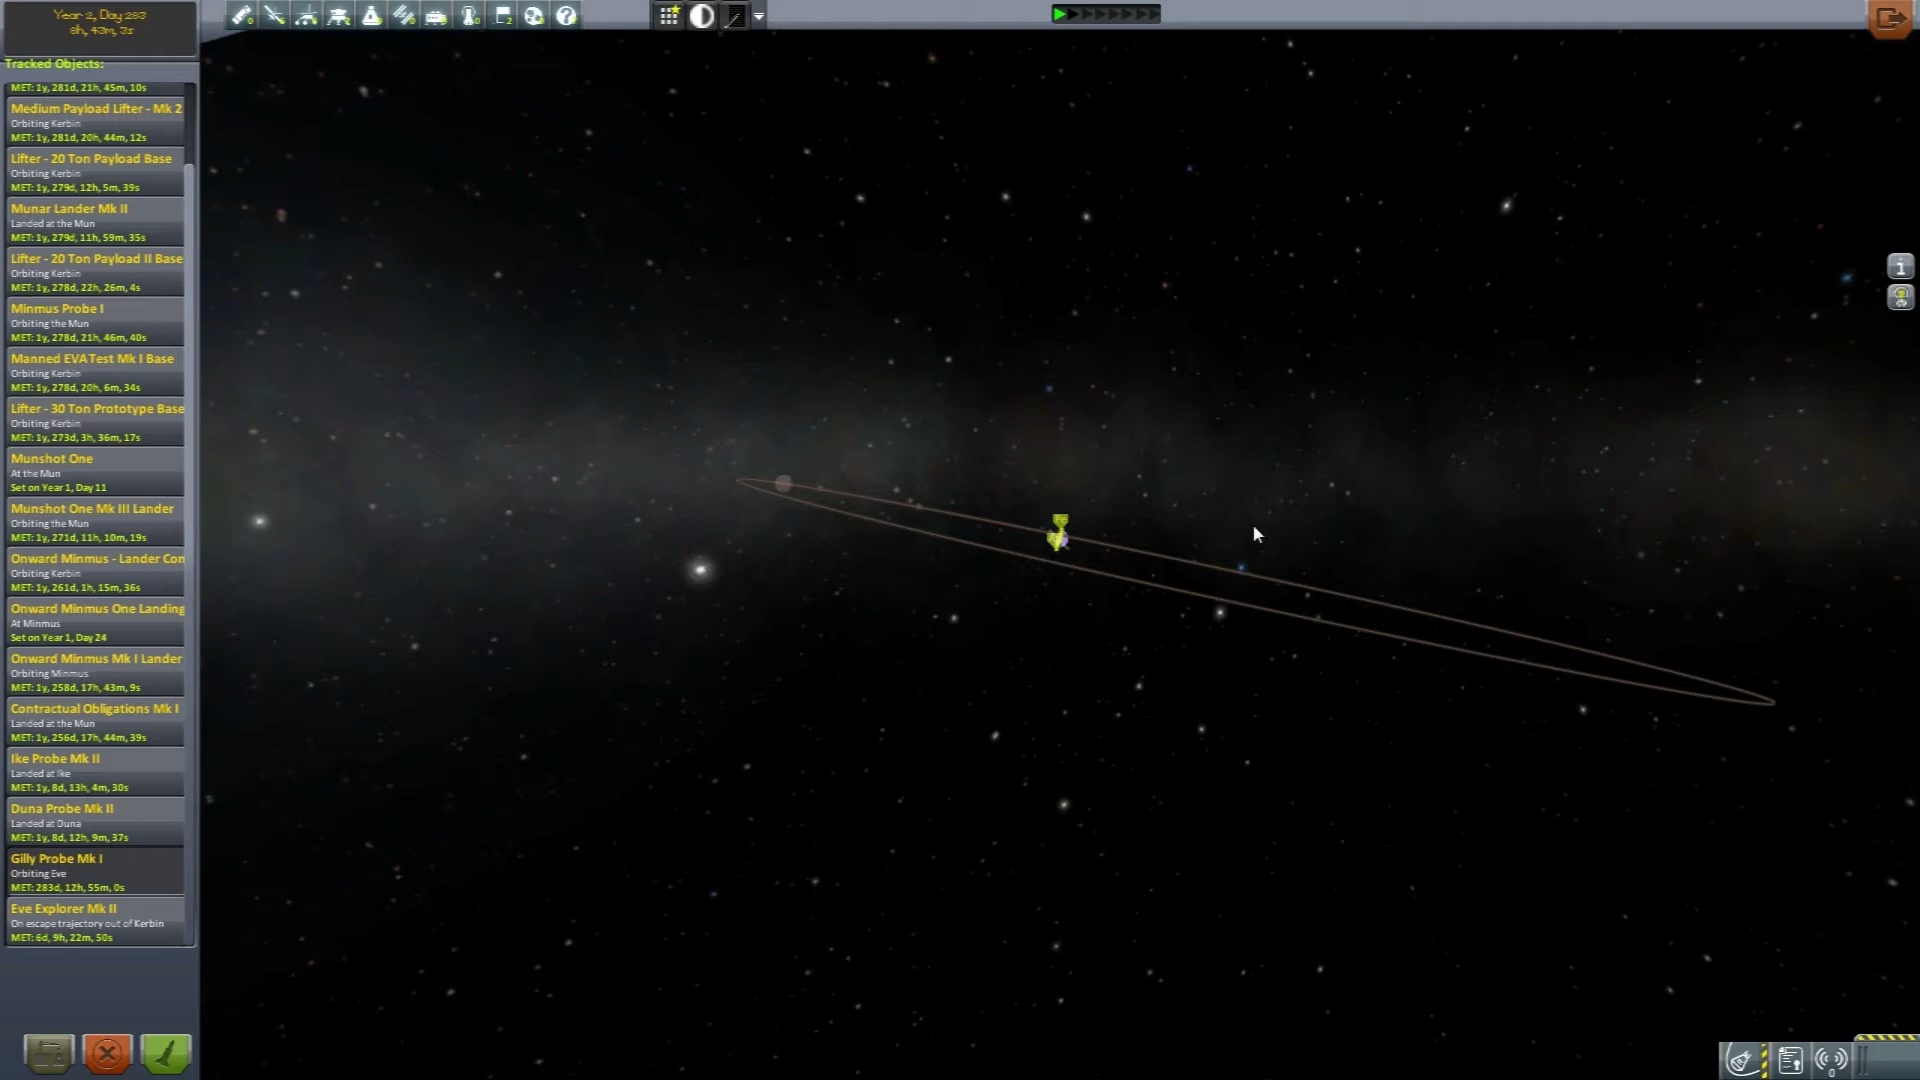 Year 2, Day 283
8h, 43m, 3s
Tracked Objects:
MET: 1y, 281d, 21h, 45m, 10s
Medium Payload Lifter - Mk 2
Orbiting Kerbin
MET: 1y, 281d, 20h, 44m, 12s
Lifter - 20 Ton Payload Base
Orbiting Kerbin
MET: 1y, 279d, 12h, 5m, 39s
Munar Lander Mk II
Landed at the Mun
MET: 1y, 279d, 11h, 59m, 35s
Lifter - 20 Ton Payload II Base
Orbiting Kerbin
MET: 1y, 278d, 22h, 26m, 4s
Minmus Probe I
Orbiting the Mun
MET: 1y, 278d, 21h, 46m, 40s
Manned EVA Test Mk I Base
Orbiting Kerbin
MET: 1y, 278d, 20h, 6m, 34s
Lifter - 30 Ton Prototype Base
Orbiting Kerbin
MET: 1y, 273d, 3h, 36m, 17s
Munshot One
At the Mun
Set on Year 1, Day 11
Munshot One Mk III Lander
Orbiting the Mun
MET: 1y, 271d, 11h, 10m, 19s
Onward Minmus - Lander Con
Orbiting Kerbin
MET: 1y, 261d, 1h, 15m, 36s
Onward Minmus One Landing
At Minmus
Set on Year 1, Day 24
Onward Minmus Mk I Lander
Orbiting Minmus
MET: 1y, 258d, 17h, 43m, 9s
Contractual Obligations Mk I
Landed at the Mun
MET: 1y, 256d, 17h, 44m, 39s
Ike Probe Mk II
Landed at Ike
MET: 1y, 8d, 13h, 4m, 30s
Duna Probe Mk II
Landed at Duna
MET: 1y, 8d, 12h, 9m, 37s
Gilly Probe Mk I
Orbiting Eve
MET: 283d, 12h, 55m, 0s
Eve Explorer Mk II
On escape trajectory out of Kerbin
MET: 6d, 9h, 22m, 50s